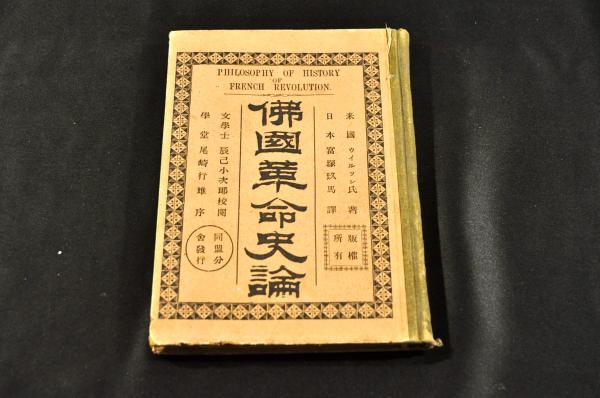 PHILOSOPHY OF HISTORY
OF
FRENCH REVOLUTION.
米國ウイルソン氏著
日本富塚玖馬譯
版權
所有
佛國革命史論
文學士辰巳小次郎校閲
學堂尾崎行雄序
同盟分
舍發行